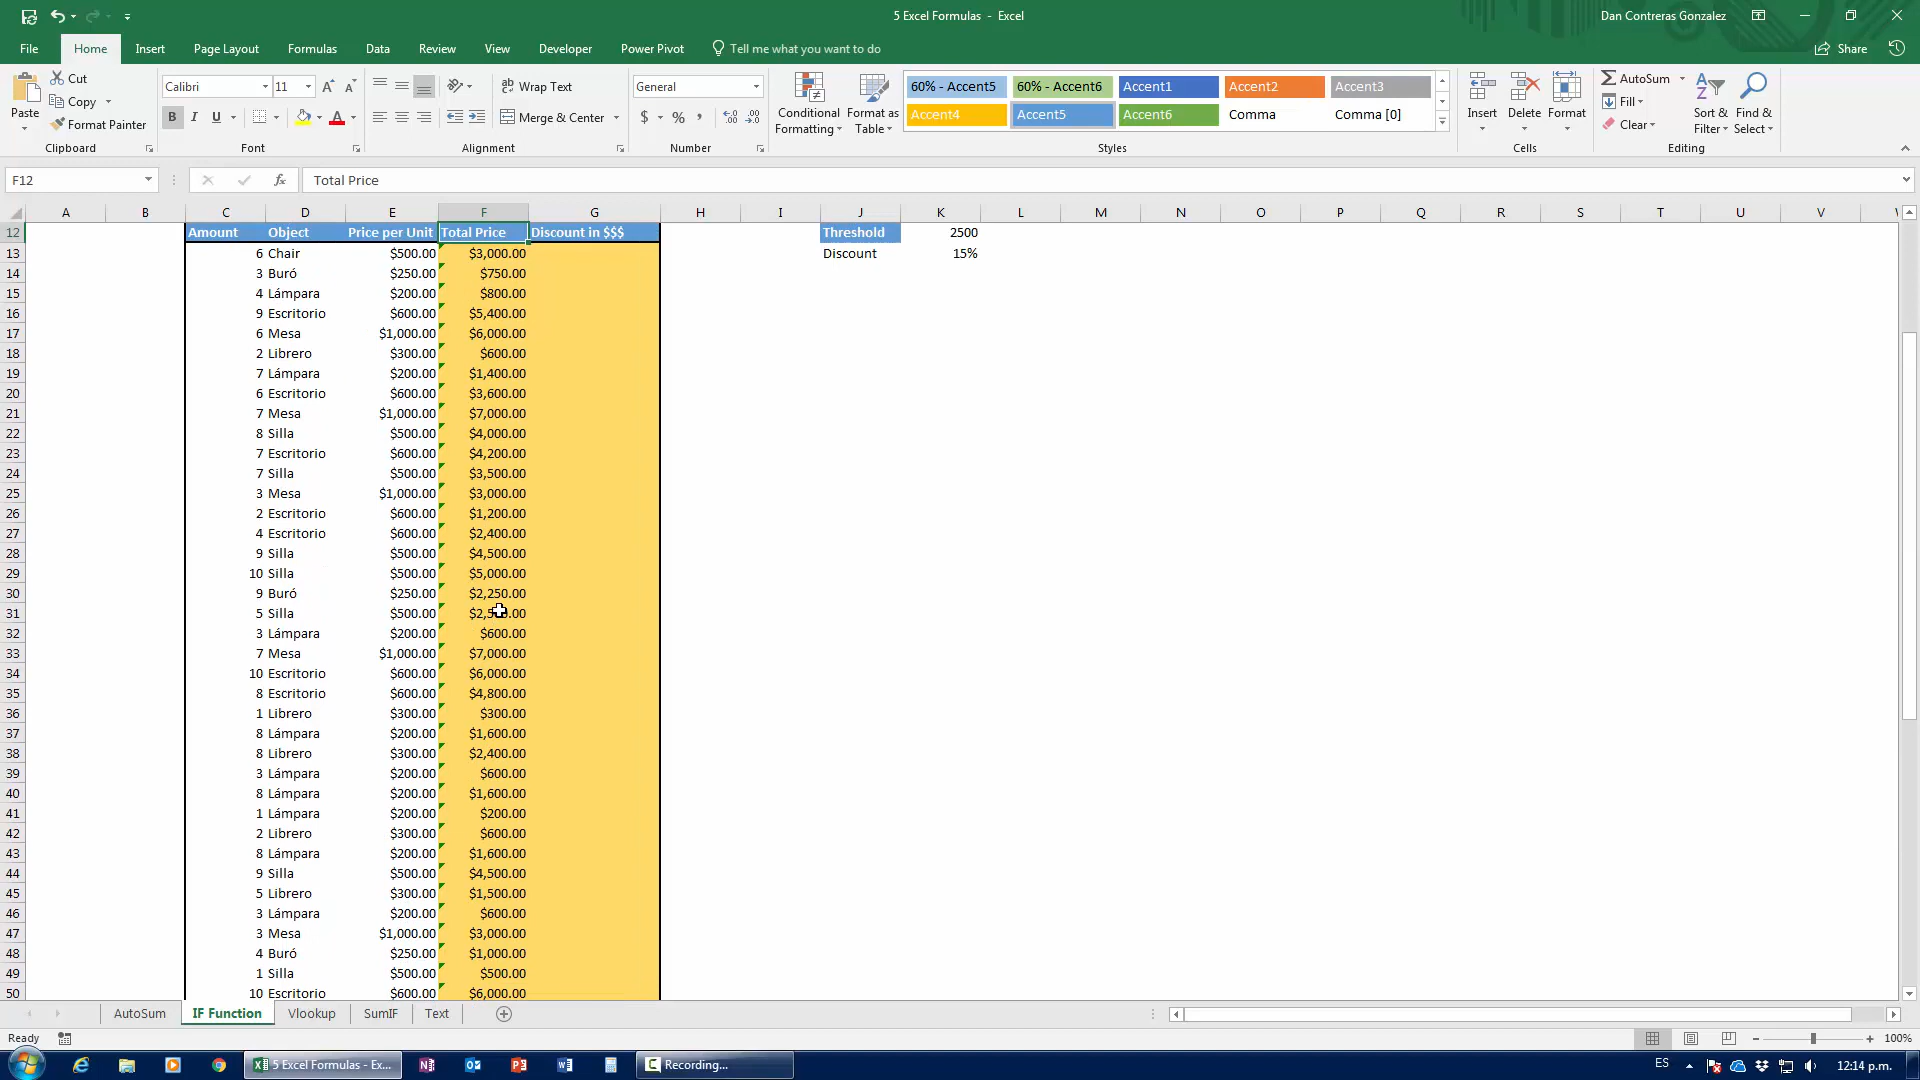 5 Excel Formulas - Excel
Dan Contreras Gonzalez
File Home Insert Page Layout Formulas Data Review View Developer Power Pivot Tell me what you want to do Share
Paste
Cut
Copy
Format Painter
Clipboard
Calibri 11
B I U
Font
Wrap Text
Merge & Center
Alignment
General
$ % ,
Number
Conditional Formatting
Format as Table
60% - Accent5 60% - Accent6 Accent1 Accent2 Accent3
Accent4 Accent5 Accent6 Comma Comma [0]
Styles
Insert Delete Format
Cells
AutoSum
Fill
Clear
Sort & Filter
Find & Select
Editing
F12 fx Total Price
A B C D E F G H I J K L M N O P Q R S T U V
12 Amount Object Price per Unit Total Price Discount in $$$ Threshold 2500
13 6 Chair $500.00 $3,000.00 Discount 15%
14 3 Buró $250.00 $750.00
15 4 Lámpara $200.00 $800.00
16 9 Escritorio $600.00 $5,400.00
17 6 Mesa $1,000.00 $6,000.00
18 2 Librero $300.00 $600.00
19 7 Lámpara $200.00 $1,400.00
20 6 Escritorio $600.00 $3,600.00
21 7 Mesa $1,000.00 $7,000.00
22 8 Silla $500.00 $4,000.00
23 7 Escritorio $600.00 $4,200.00
24 7 Silla $500.00 $3,500.00
25 3 Mesa $1,000.00 $3,000.00
26 2 Escritorio $600.00 $1,200.00
27 4 Escritorio $600.00 $2,400.00
28 9 Silla $500.00 $4,500.00
29 10 Silla $500.00 $5,000.00
30 9 Buró $250.00 $2,250.00
31 5 Silla $500.00
32 3 Lámpara $200.00 $600.00
33 7 Mesa $1,000.00 $7,000.00
34 10 Escritorio $600.00 $6,000.00
35 8 Escritorio $600.00 $4,800.00
36 1 Librero $300.00 $300.00
37 8 Lámpara $200.00 $1,600.00
38 8 Librero $300.00 $2,400.00
39 3 Lámpara $200.00 $600.00
40 8 Lámpara $200.00 $1,600.00
41 1 Lámpara $200.00 $200.00
42 2 Librero $300.00 $600.00
43 8 Lámpara $200.00 $1,600.00
44 9 Silla $500.00 $4,500.00
45 5 Librero $300.00 $1,500.00
46 3 Lámpara $200.00 $600.00
47 3 Mesa $1,000.00 $3,000.00
48 4 Buró $250.00 $1,000.00
49 1 Silla $500.00 $500.00
50 10 Escritorio $600.00 $6,000.00
AutoSum IF Function Vlookup SumIF Text
Ready 100%
5 Excel Formulas - Ex... Recording... ES 12:14 p.m.